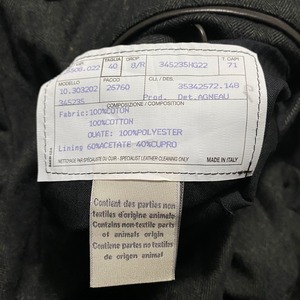 TAGLIA DROP T. CAPI
40 8/R 345235HG22 71
PACCO CLI./DES.
10.303202 26760 35342572.148
345235 Prod. Det.AGNEAU
COMPOSIZIONE / COMPOSITION
Fabric:100%COTTON
100%COTTON
OUATE: 100%POLYESTER
Lining 60%ACETATE 40%CUPRO
NETTOYAGE PAR SPECIALISTE DU CUIR - SPECIALIST LEATHER CLEANING ONLY
MADE IN ITALY
Contient des parties non
textiles d'origine animale
Contains non-textile parts
of animals origin
Contiene partes no textiles
de origen animal